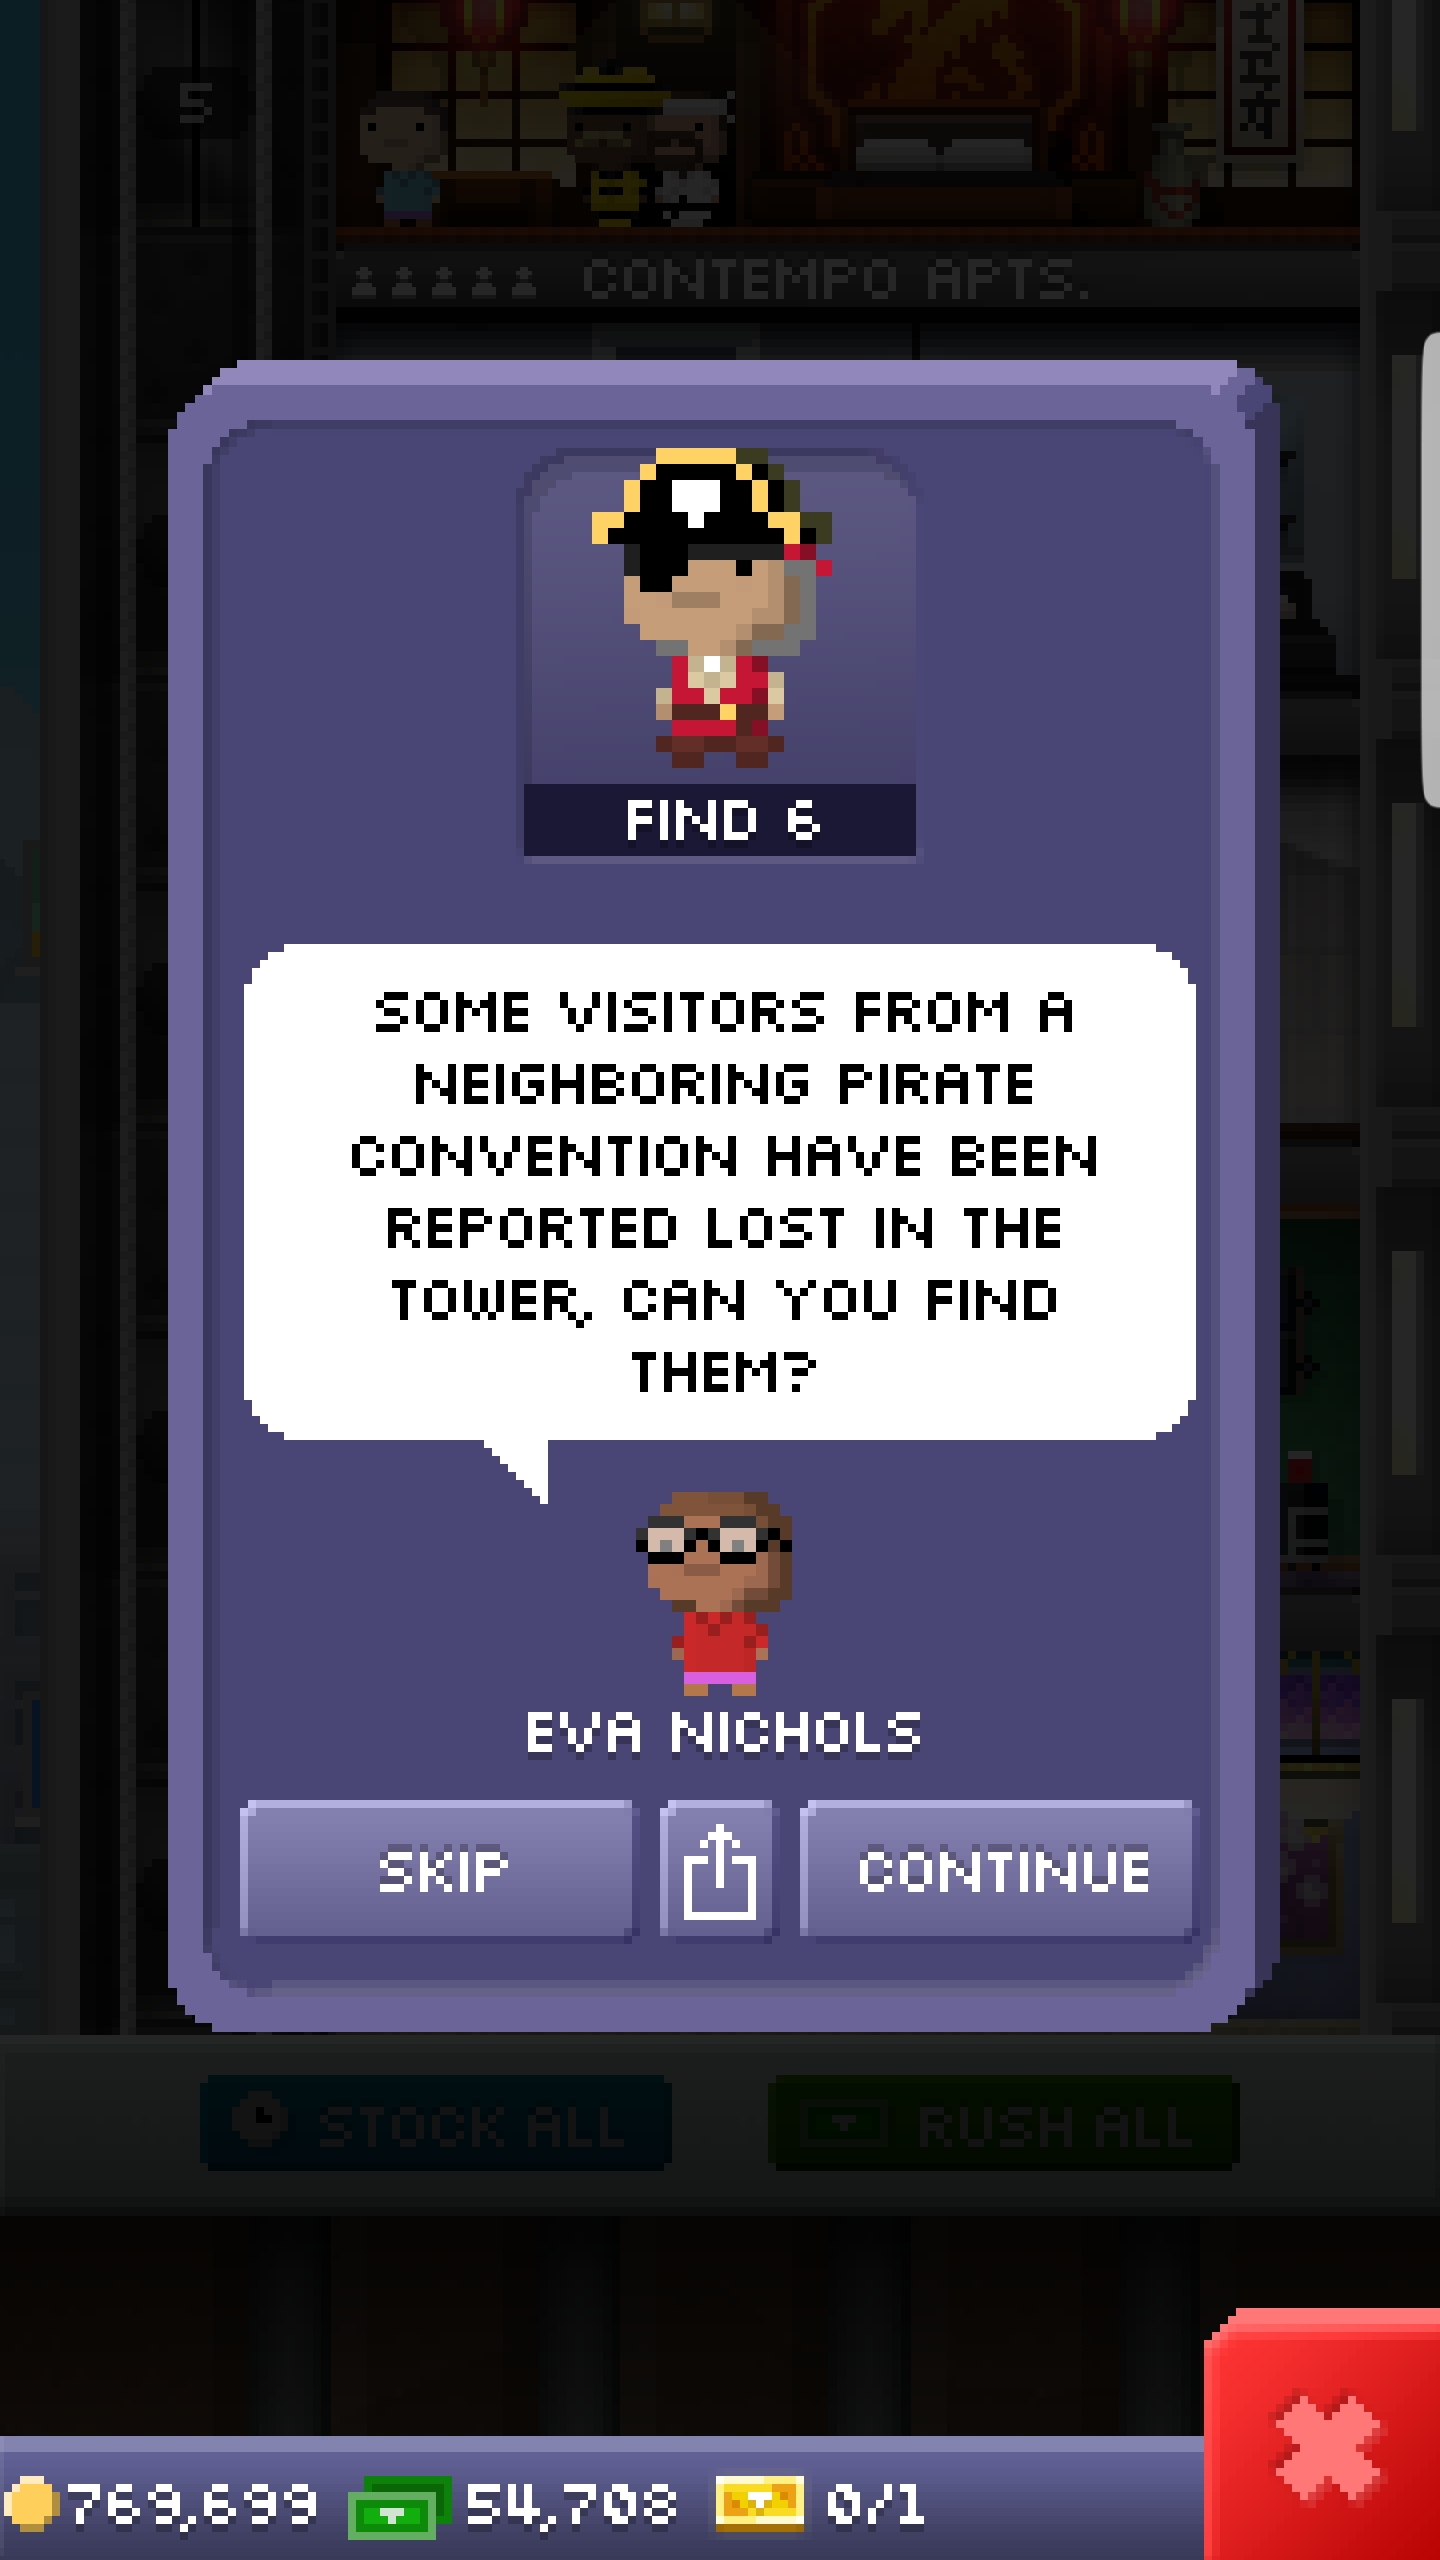 5
CONTEMPO APTS.
FIND 6
SOME VISITORS FROM A
NEIGHBORING PIRATE
CONVENTION HAVE BEEN
REPORTED LOST IN THE
TOWER, CAN YOU FIND
THEM?
EVA NICHOLS
SKIP
CONTINUE
STOCK ALL
RUSH ALL
769,699
54,708
0/1